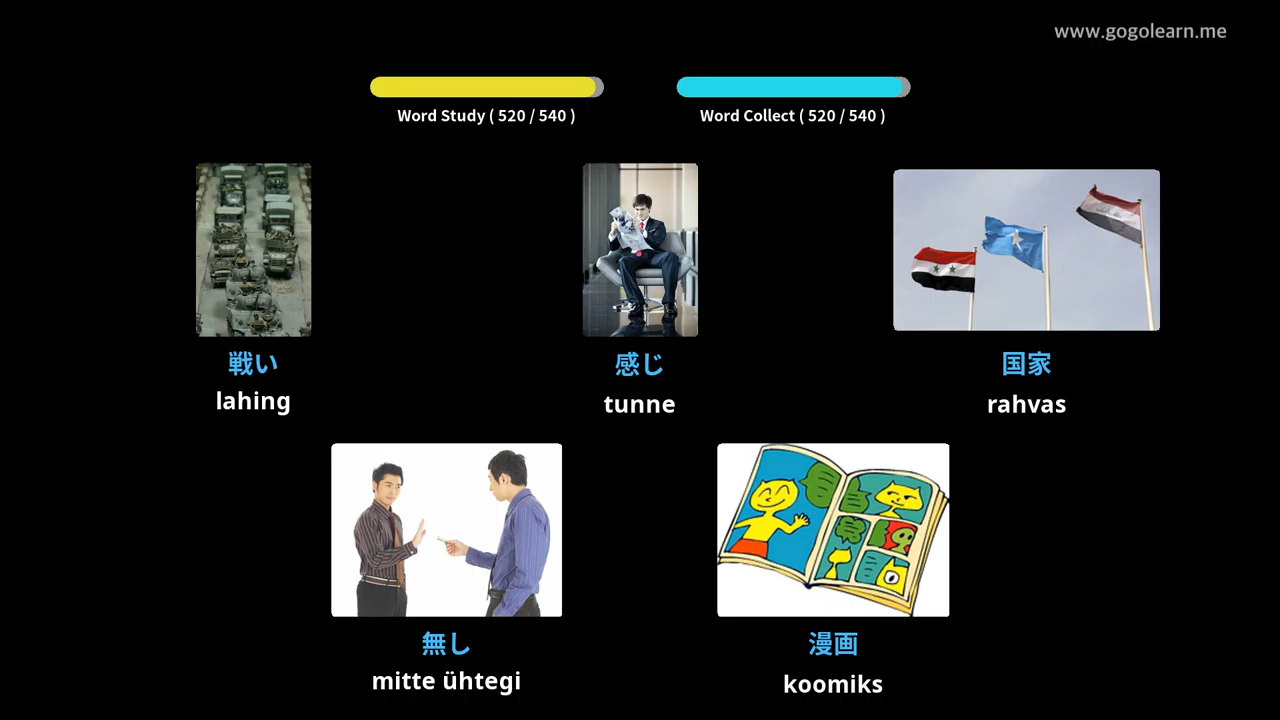 www.gogolearn.me
Word Study ( 520 / 540 )
Word Collect ( 520 / 540 )
戦い
lahing
感じ
tunne
国家
rahvas
無し
mitte ühtegi
漫画
koomiks